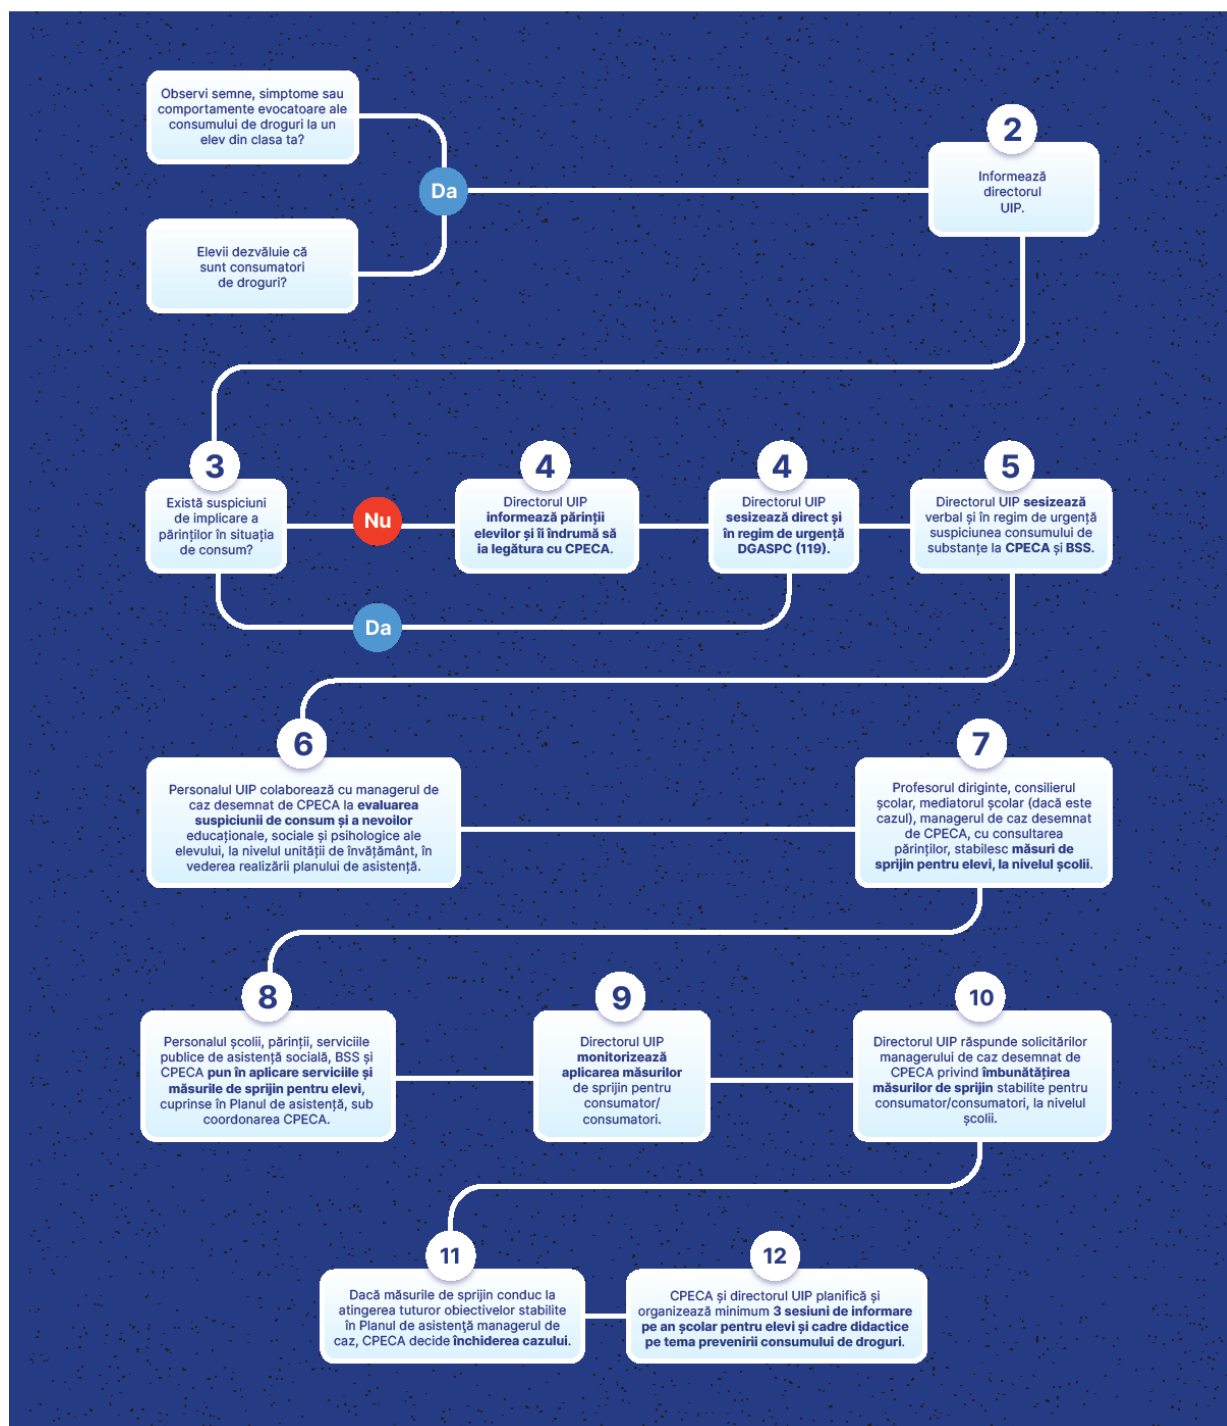 Observi semne, simptome sau
comportamente evocatoare ale
consumului de droguri la un
elev din clasa ta?
Elevii dezvăluie că
sunt consumatori
de droguri?
Da
2
Informează
directorul
UIP.
3
Există suspiciuni
de implicare a
părinților în situația
de consum?
Nu
Da
4
Directorul UIP
informează părinții
elevilor și îi îndrumă să
ia legătura cu CPECA.
4
Directorul UIP
sesizează direct și
în regim de urgență
DGASPC (119).
5
Directorul UIP sesizează
verbal și în regim de urgență
suspiciunea consumului de
substanțe la CPECA și BSS.
6
Personalul UIP colaborează cu managerul de
caz desemnat de CPECA la evaluarea
suspiciunii de consum și a nevoilor
educaționale, sociale și psihologice ale
elevului, la nivelul unității de învățământ, în
vederea realizării planului de asistență.
7
Profesorul diriginte, consilierul
școlar, mediatorul școlar (dacă este
cazul), managerul de caz desemnat
de CPECA, cu consultarea
părinților, stabilesc măsuri de
sprijin pentru elevi, la nivelul școlii.
8
Personalul școlii, părinții, serviciile
publice de asistență socială, BSS și
CPECA pun în aplicare serviciile și
măsurile de sprijin pentru elevi,
cuprinse în Planul de asistență, sub
coordonarea CPECA.
9
Directorul UIP
monitorizează
aplicarea măsurilor
de sprijin pentru
consumator/
consumatori.
10
Directorul UIP răspunde solicitărilor
managerului de caz desemnat de
CPECA privind îmbunătățirea
măsurilor de sprijin stabilite pentru
consumator/consumatori, la nivelul
școlii.
11
Dacă măsurile de sprijin conduc la
atingerea tuturor obiectivelor stabilite
în Planul de asistență managerul de
caz, CPECA decide închiderea cazului.
12
CPECA și directorul UIP planifică și
organizează minimum 3 sesiuni de informare
pe an școlar pentru elevi și cadre didactice
pe tema prevenirii consumului de droguri.